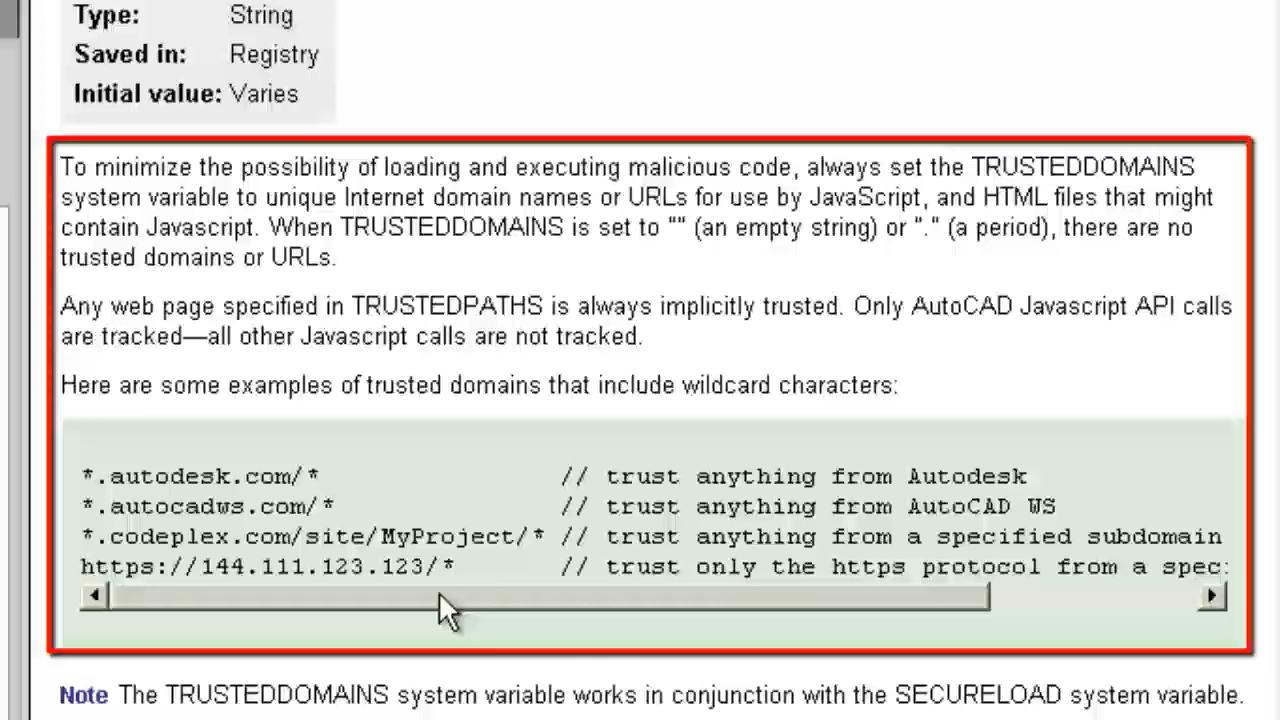 Type: String
Saved in: Registry
Initial value: Varies
To minimize the possibility of loading and executing malicious code, always set the TRUSTEDDOMAINS
system variable to unique Internet domain names or URLs for use by JavaScript, and HTML files that might
contain Javascript. When TRUSTEDDOMAINS is set to "" (an empty string) or "." (a period), there are no
trusted domains or URLs.
Any web page specified in TRUSTEDPATHS is always implicitly trusted. Only AutoCAD Javascript API calls
are tracked—all other Javascript calls are not tracked.
Here are some examples of trusted domains that include wildcard characters:
*.autodesk.com/* // trust anything from Autodesk
*.autocadws.com/* // trust anything from AutoCAD WS
*.codeplex.com/site/MyProject/* // trust anything from a specified subdomain
https://144.111.123.123/* // trust only the https protocol from a
Note The TRUSTEDDOMAINS system variable works in conjunction with the SECURELOAD system variable.